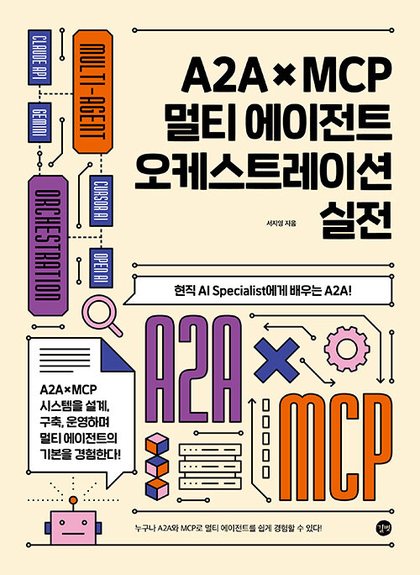 A2A×MCP
멀티 에이전트
오케스트레이션
실전
서지영 지음
CLAUDE API
MULTI-AGENT
GEMINI
CURSOR AI
ORCHESTRATION
OPEN AI
현직 AI Specialist에게 배우는 A2A!
A2A×MCP
A2A×MCP
시스템을 설계,
구축, 운영하며
멀티 에이전트의
기본을 경험한다!
누구나 A2A와 MCP로 멀티 에이전트를 쉽게 경험할 수 있다!
길벗